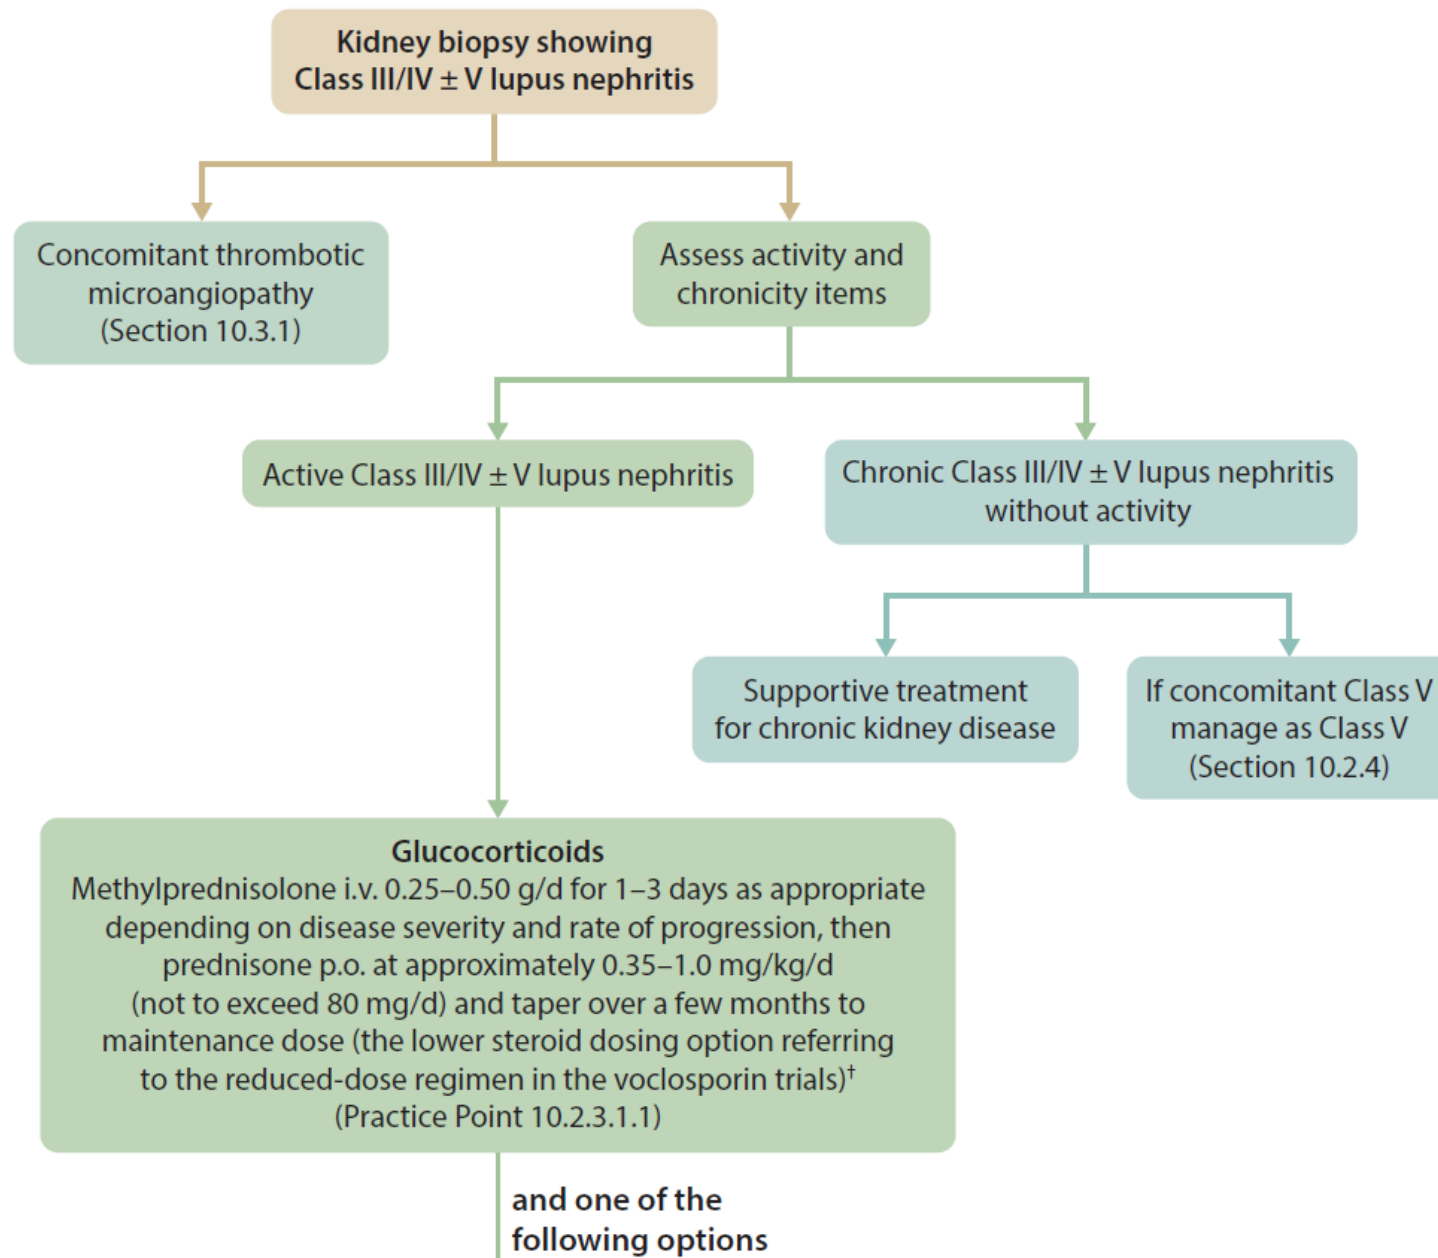 Kidney biopsy showing
Class III/IV ± V lupus nephritis
Concomitant thrombotic
microangiopathy
(Section 10.3.1)
Assess activity and
chronicity items
Active Class III/IV ± V lupus nephritis
Chronic Class III/IV ± V lupus nephritis
without activity
Supportive treatment
for chronic kidney disease
If concomitant Class V
manage as Class V
(Section 10.2.4)
Glucocorticoids
Methylprednisolone i.v. 0.25–0.50 g/d for 1–3 days as appropriate
depending on disease severity and rate of progression, then
prednisone p.o. at approximately 0.35–1.0 mg/kg/d
(not to exceed 80 mg/d) and taper over a few months to
maintenance dose (the lower steroid dosing option referring
to the reduced-dose regimen in the voclosporin trials)†
(Practice Point 10.2.3.1.1)
and one of the
following options